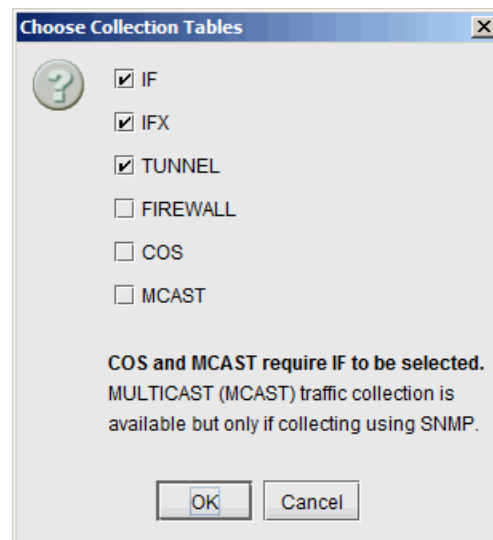 Choose Collection Tables
IF
IFX
TUNNEL
FIREWALL
COS
MCAST
COS and MCAST require IF to be selected.
MULTICAST (MCAST) traffic collection is
available but only if collecting using SNMP.
OK Cancel